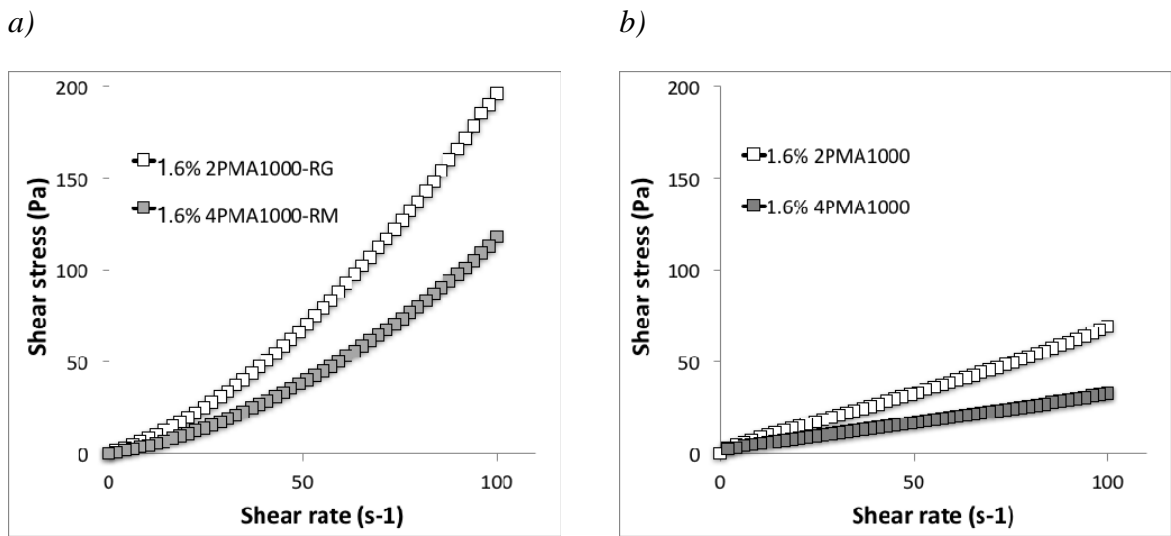 a)
b)
200
150
100
50
0
Shear stress (Pa)
1.6% 2PMA1000-RG
1.6% 4PMA1000-RM
0 50 100
Shear rate (s-1)
200
150
100
50
0
Shear stress (Pa)
1.6% 2PMA1000
1.6% 4PMA1000
0 50 100
Shear rate (s-1)